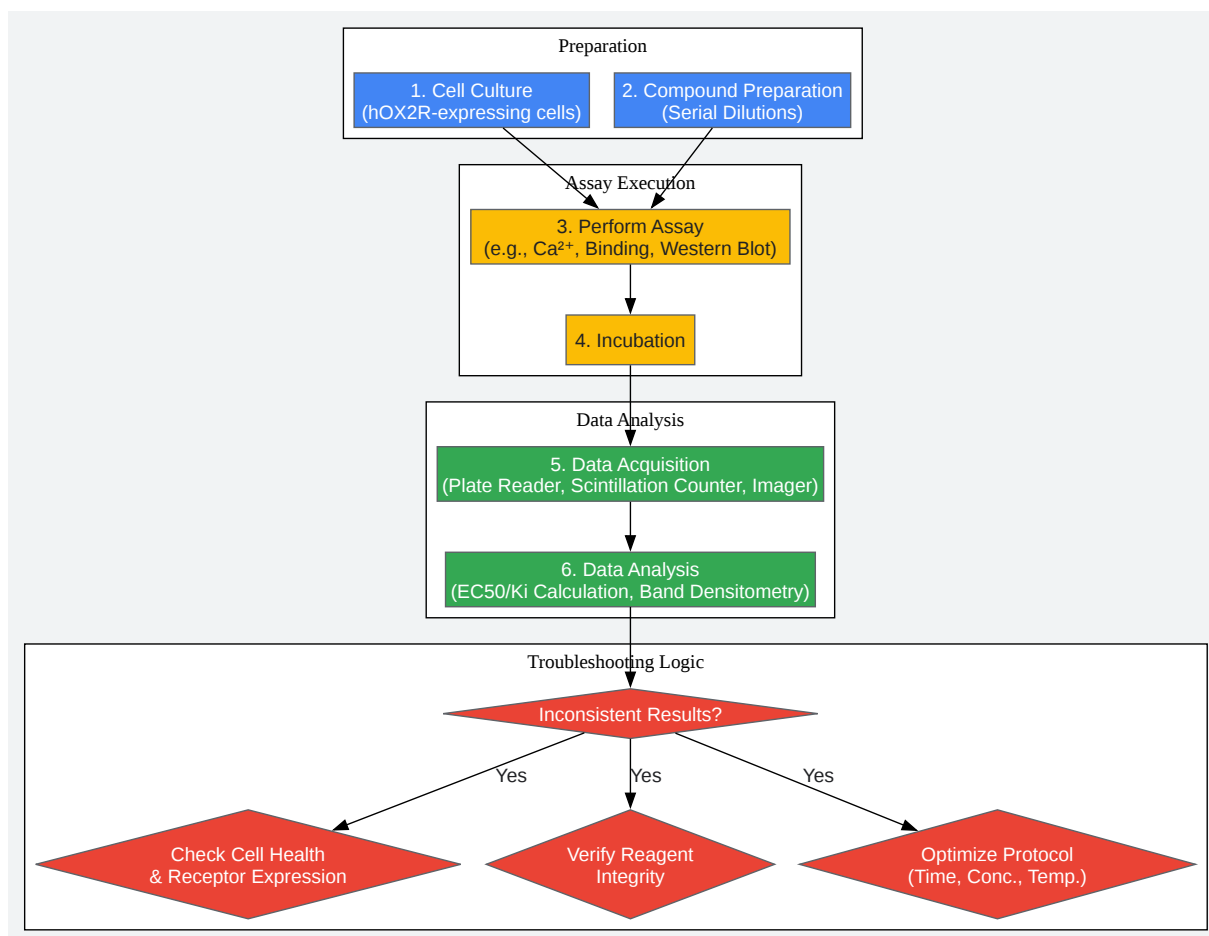 Preparation
1. Cell Culture
(hOX2R-expressing cells)
2. Compound Preparation
(Serial Dilutions)
Assay Execution
3. Perform Assay
(e.g., Ca²⁺, Binding, Western Blot)
4. Incubation
Data Analysis
5. Data Acquisition
(Plate Reader, Scintillation Counter, Imager)
6. Data Analysis
(EC50/Ki Calculation, Band Densitometry)
Troubleshooting Logic
Inconsistent Results?
Yes
Yes
Yes
Check Cell Health
& Receptor Expression
Verify Reagent
Integrity
Optimize Protocol
(Time, Conc., Temp.)